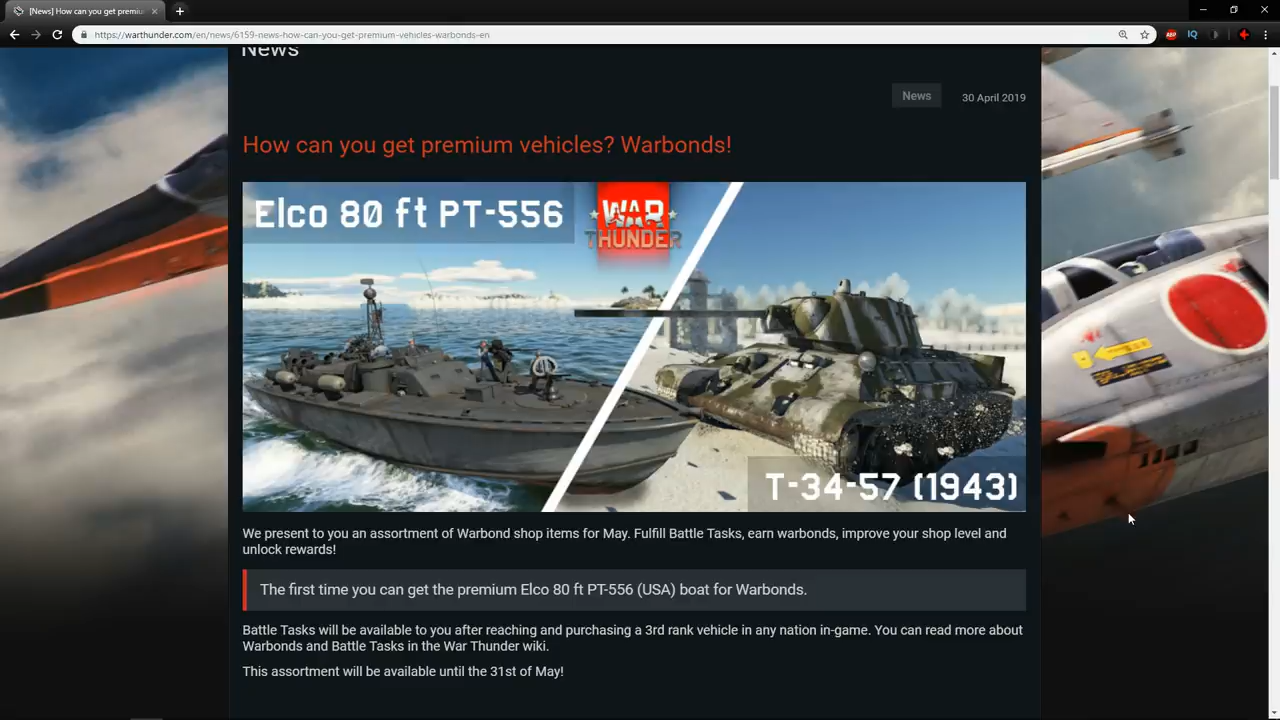 [News] How can you get premiu
https://warthunder.com/en/news/6159-news-how-can-you-get-premium-vehicles-warbonds-en
ABP
IQ
News
News
30 April 2019
How can you get premium vehicles? Warbonds!
Elco 80 ft PT-556
WAR
THUNDER
T-34-57 (1943)
We present to you an assortment of Warbond shop items for May. Fulfill Battle Tasks, earn warbonds, improve your shop level and
unlock rewards!
The first time you can get the premium Elco 80 ft PT-556 (USA) boat for Warbonds.
Battle Tasks will be available to you after reaching and purchasing a 3rd rank vehicle in any nation in-game. You can read more about
Warbonds and Battle Tasks in the War Thunder wiki.
This assortment will be available until the 31st of May!